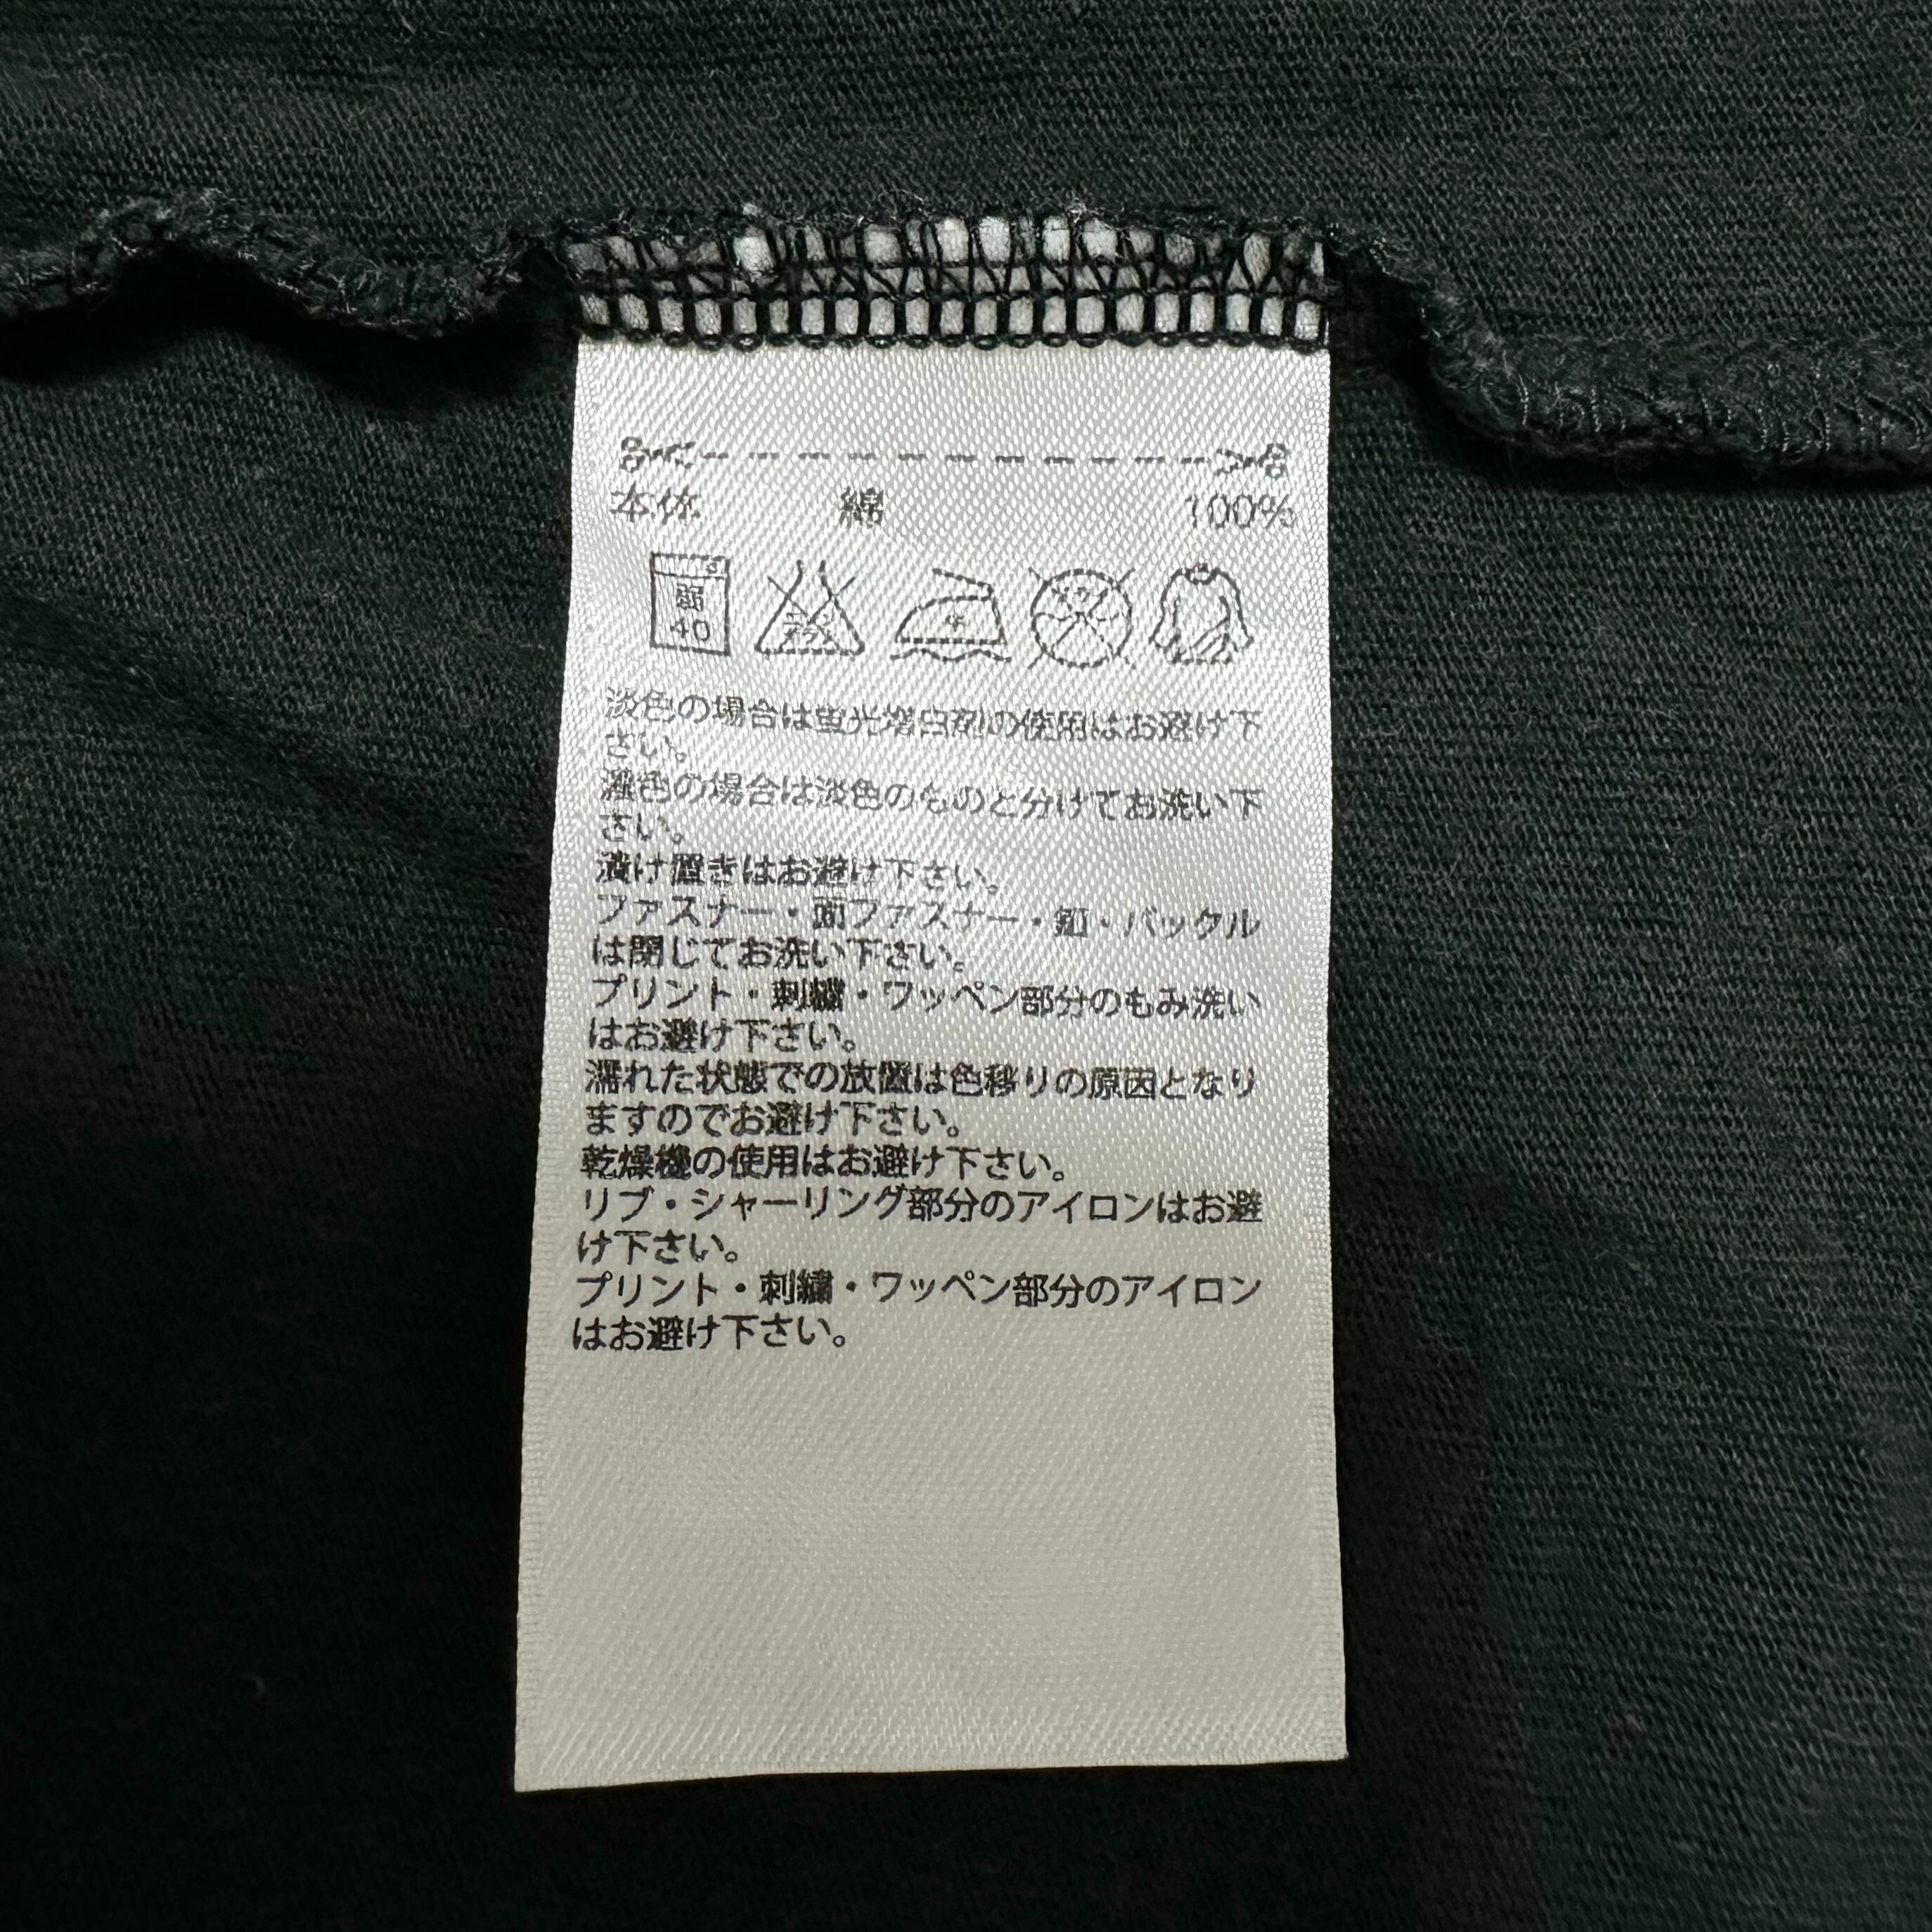 本体 綿 100%
弱
40
エンソ
サラシ
中
ドライ
淡色の場合は蛍光増白剤の使用はお避け下
さい。
濃色の場合は淡色のものと分けてお洗い下
さい。
漬け置きはお避け下さい。
ファスナー・面ファスナー・釦・バックル
は閉じてお洗い下さい。
プリント・刺繍・ワッペン部分のもみ洗い
はお避け下さい。
濡れた状態での放置は色移りの原因となり
ますのでお避け下さい。
乾燥機の使用はお避け下さい。
リブ・シャーリング部分のアイロンはお避
け下さい。
プリント・刺繍・ワッペン部分のアイロン
はお避け下さい。